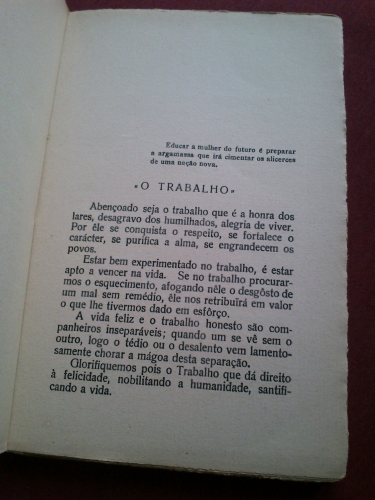 Educar a mulher do futuro é preparar
a argamassa que irá cimentar os alicerces
de uma nação nova.
«O TRABALHO»
Abençoado seja o trabalho que é a honra dos
lares, desagravo dos humilhados, alegria de viver.
Por êle se conquista o respeito, se fortalece o
carácter, se purifica a alma, se engrandecem os
povos.
Estar bem experimentado no trabalho, é estar
apto a vencer na vida. Se no trabalho procurar-
mos o esquecimento, afogando nêle o desgôsto de
um mal sem remédio, êle nos retribuïrá em valor
o que lhe tivermos dado em esfôrço.
A vida feliz e o trabalho honesto são com-
panheiros inseparáveis; quando um se vê sem o
outro, logo o tédio ou o desalento vem lamento-
samente chorar a mágoa desta separação.
Glorifiquemos pois o Trabalho que dá direito
à felicidade, nobilitando a humanidade, santifi-
cando a vida.